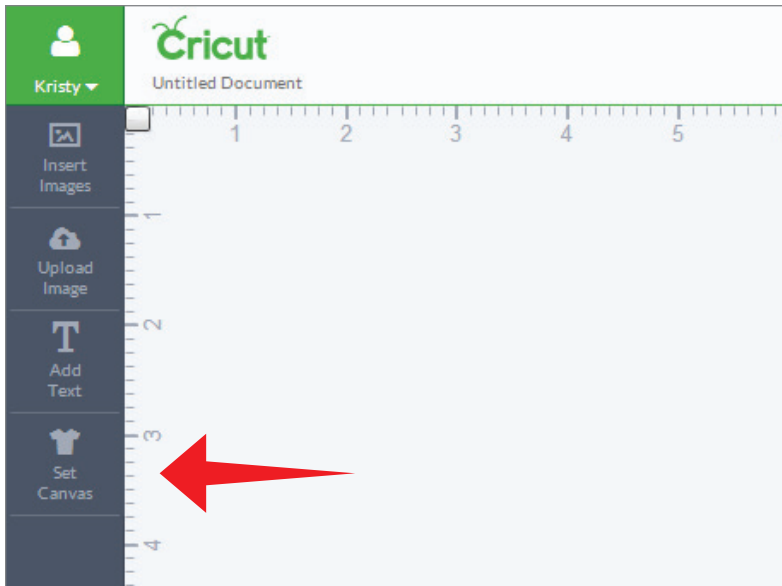 Cricut
Kristy
Untitled Document
1 2 3 4 5
Insert
Images
Upload
Image
T
Add
Text
Set
Canvas
1
2
3
4